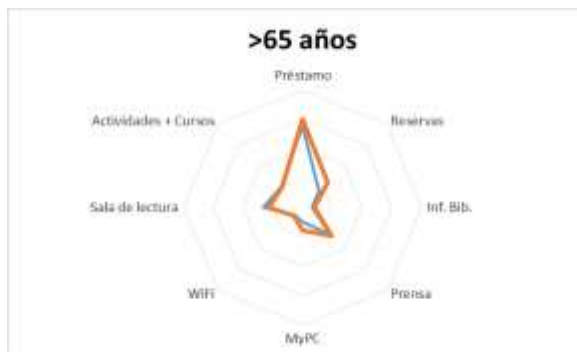 >65 años
Préstamo
Actividades + Cursos
Reservas
Sala de lectura
Inf. Bib.
WiFi
Prensa
MyPC